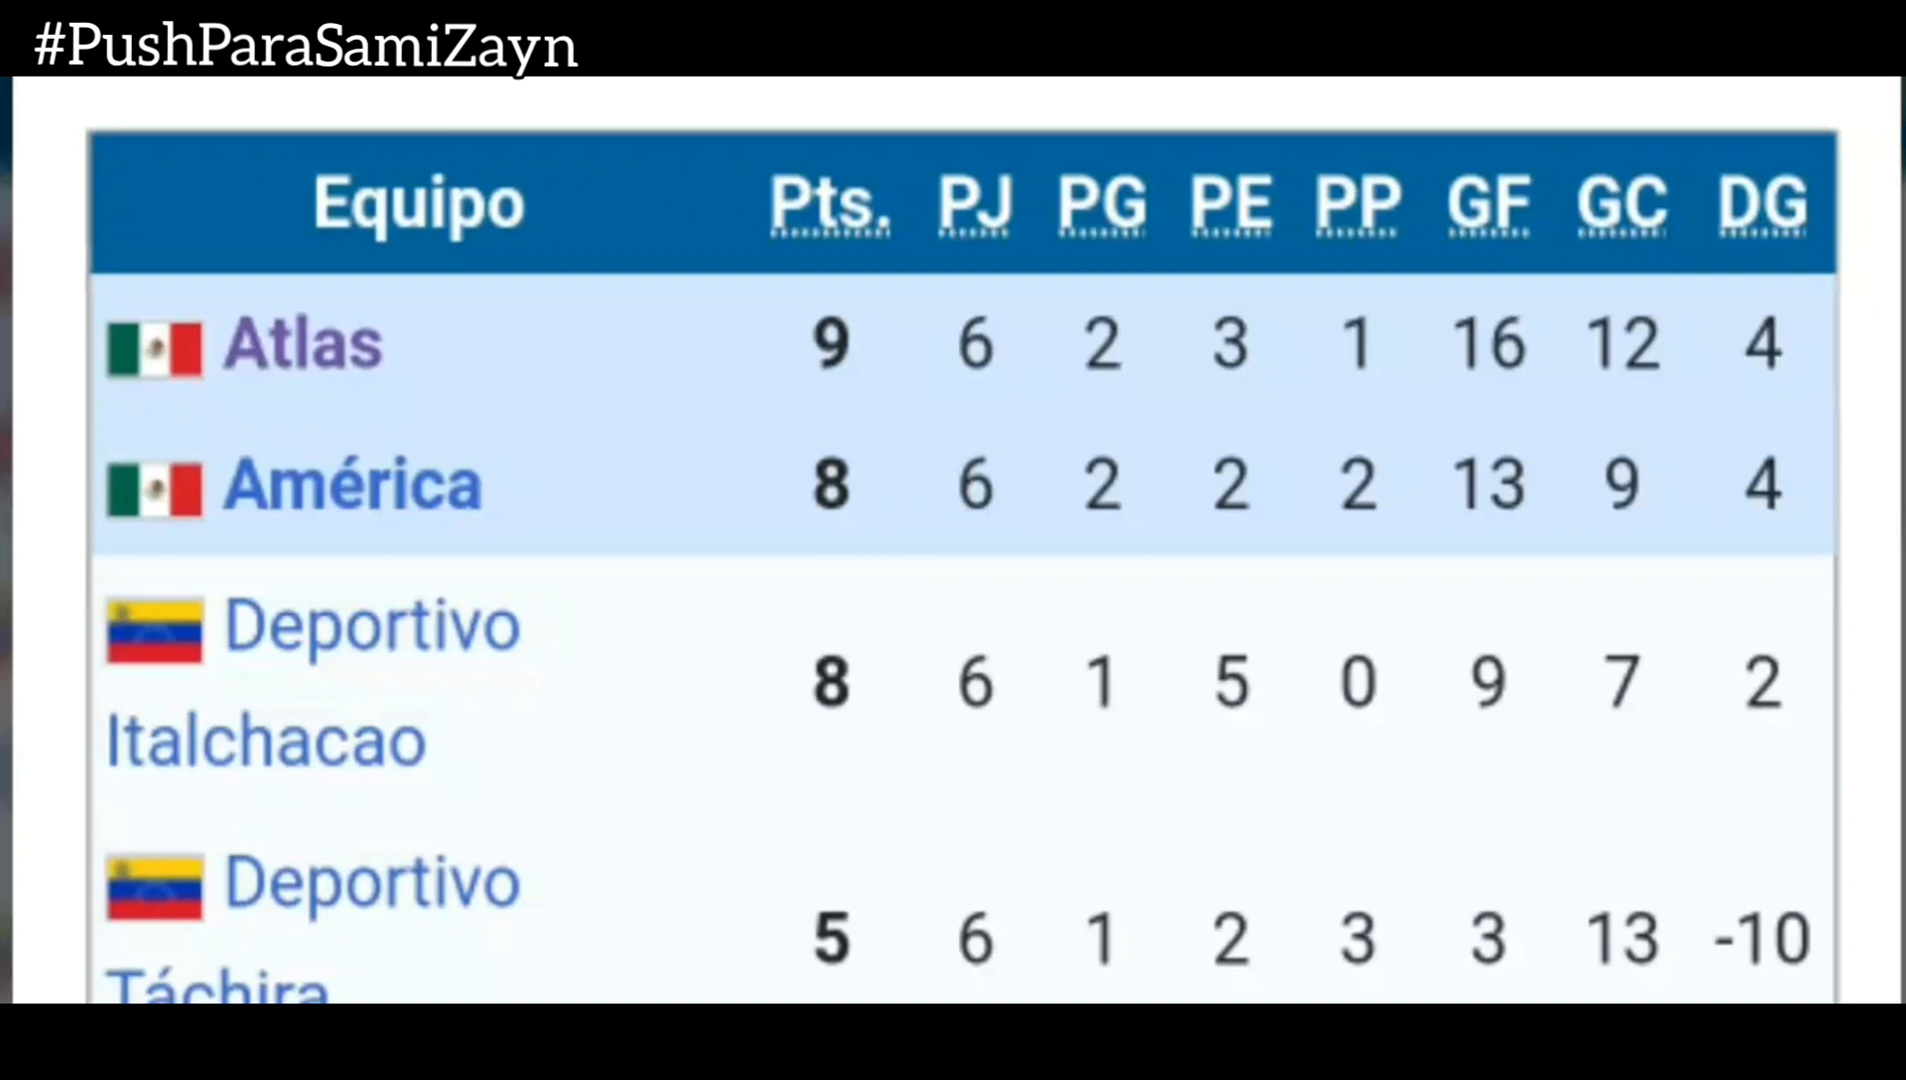 #PushParaSamiZayn
Equipo Pts. PJ PG PE PP GF GC DG
Atlas 9 6 2 3 1 16 12 4
América 8 6 2 2 2 13 9 4
Deportivo
Italchacao 8 6 1 5 0 9 7 2
Deportivo
Táchira 5 6 1 2 3 3 13 -10